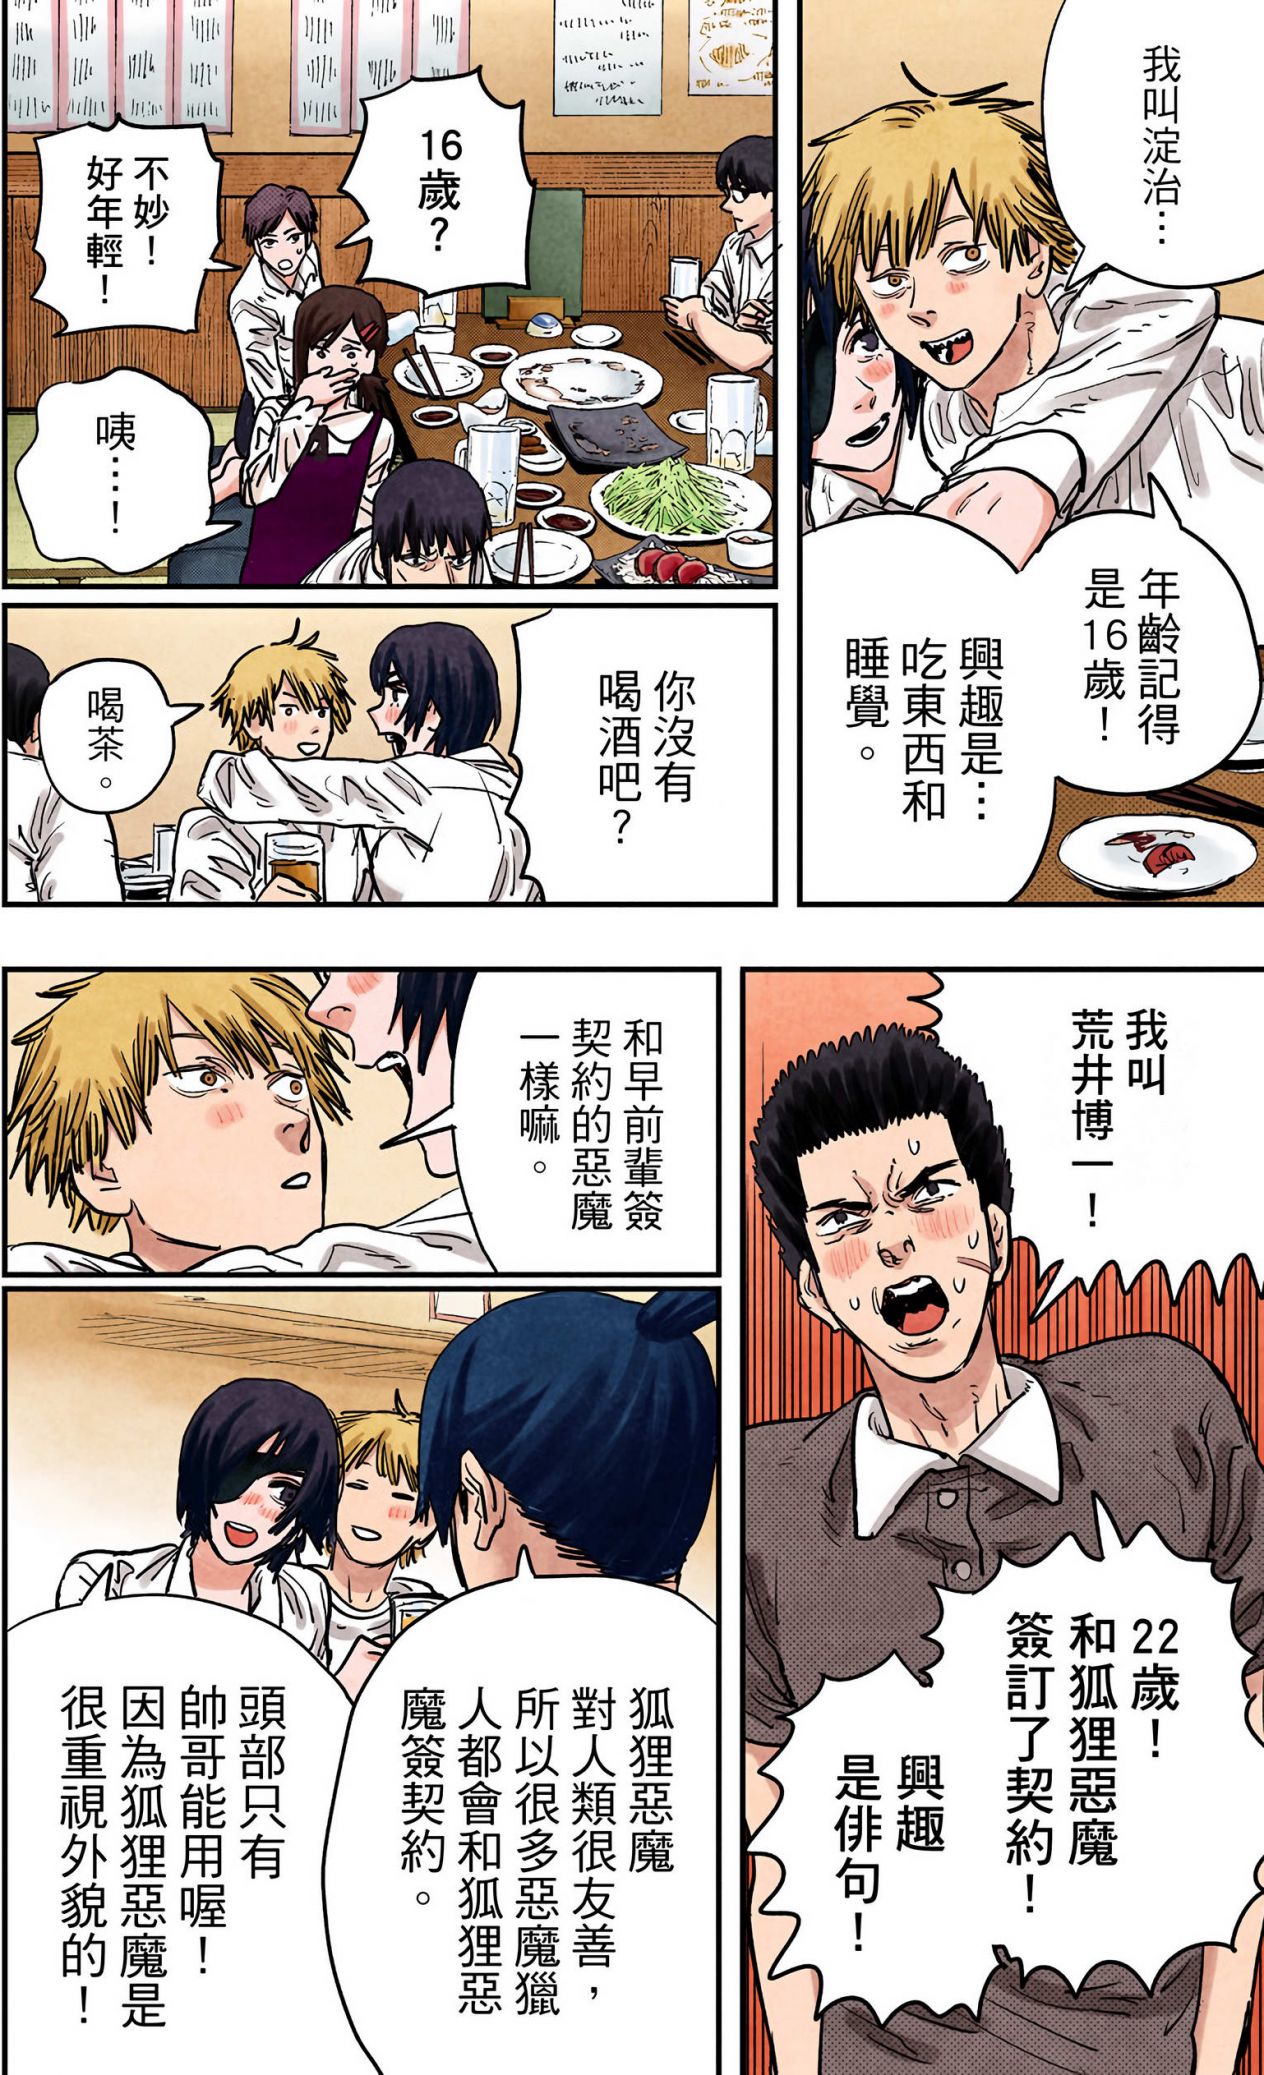 我叫淀治…
年齡記得
是16歲！
興趣是…
吃東西和
睡覺。
16
歲？
不妙！
好年輕！
咦…！
你沒有
喝酒吧？
喝茶。
我叫
荒井博一！
22
歲！
和狐狸惡魔
簽訂了契約！
興趣
是俳句！
和早前輩簽
契約的惡魔
一樣嘛。
狐狸惡魔
對人類很友善，
所以很多惡魔獵
人都會和狐狸惡
魔簽契約。
頭部只有
帥哥能用喔！
因為狐狸惡魔是
很重視外貌的！